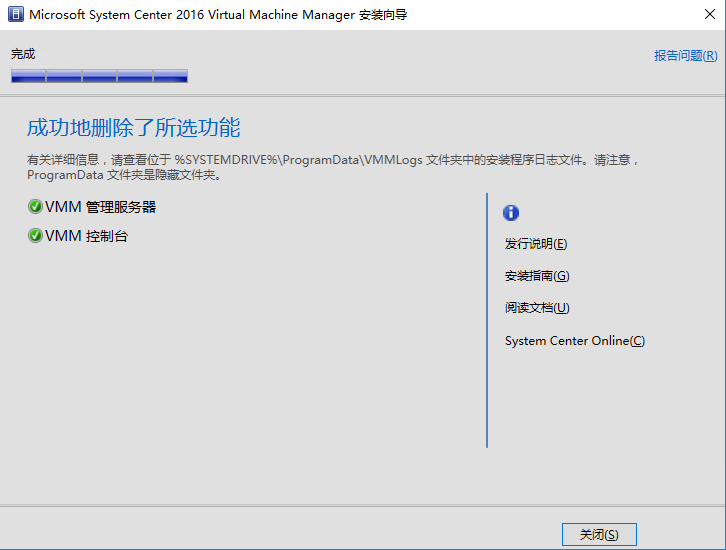 Microsoft System Center 2016 Virtual Machine Manager 安装向导
完成
报告问题(R)
成功地删除了所选功能
有关详细信息，请查看位于 %SYSTEMDRIVE%\ProgramData\VMMLogs 文件夹中的安装程序日志文件。请注意，
ProgramData 文件夹是隐藏文件夹。
VMM 管理服务器
VMM 控制台
发行说明(E)
安装指南(G)
阅读文档(U)
System Center Online(C)
关闭(S)